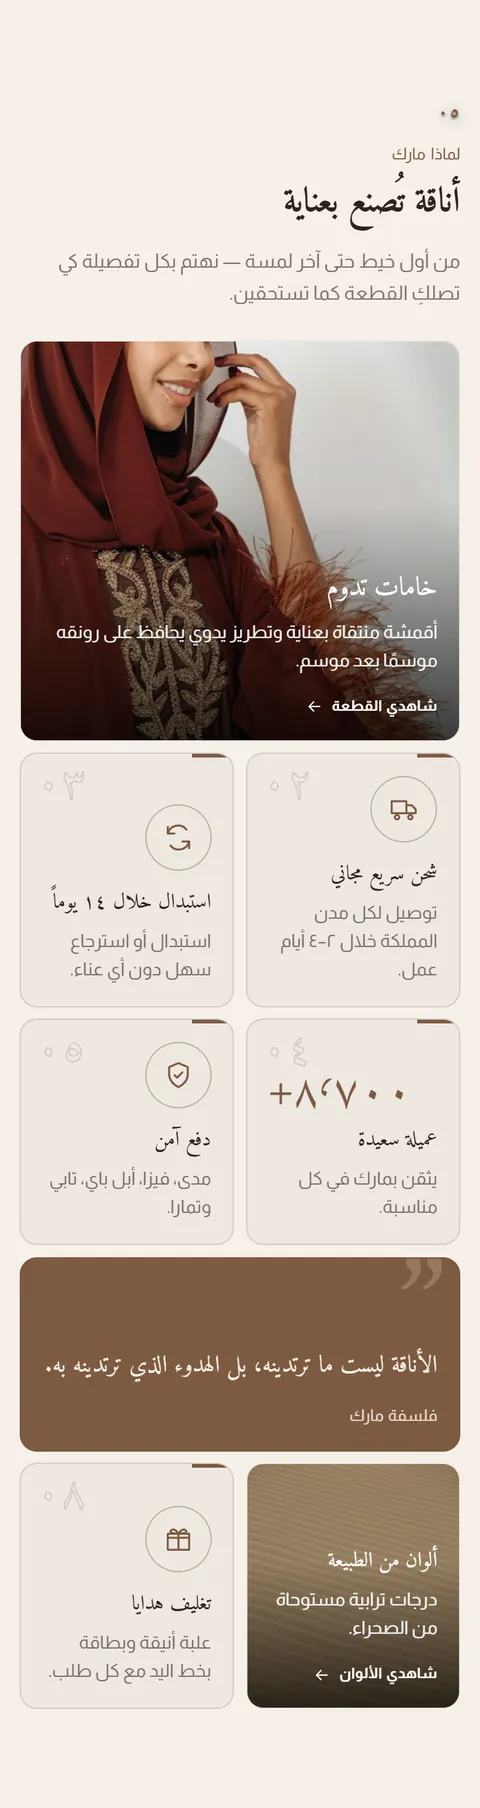 ٠٥
لماذا مارك
أناقة تُصنع بعناية
من أول خيط حتى آخر لمسة — نهتم بكل تفصيلة كي
تصلكِ القطعة كما تستحقين.
خامات تدوم
أقمشة منتقاة بعناية وتطريز يدوي يحافظ على رونقه
موسمًا بعد موسم.
شاهدي القطعة ←
٠٢
شحن سريع مجاني
توصيل لكل مدن
المملكة خلال ٢–٤ أيام
عمل.
٠٣
استبدال خلال ١٤ يوماً
استبدال أو استرجاع
سهل دون أي عناء.
٠٤
+٨٬٧٠٠
عميلة سعيدة
يثقن بمارك في كل
مناسبة.
٠٥
دفع آمن
مدى، فيزا، أبل باي، تابي
وتمارا.
”
الأناقة ليست ما ترتدينه، بل الهدوء الذي ترتدينه به.
فلسفة مارك
ألوان من الطبيعة
درجات ترابية مستوحاة
من الصحراء.
شاهدي الألوان ←
٠٨
تغليف هدايا
علبة أنيقة وبطاقة
بخط اليد مع كل طلب.